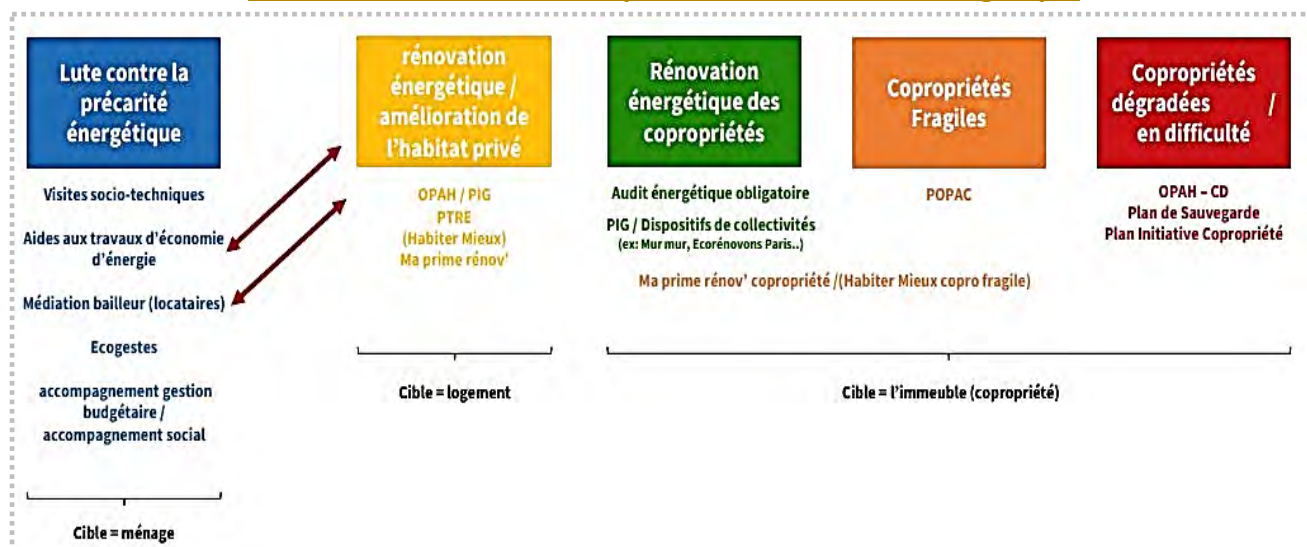 Lute contre la
précarité
énergétique
Visites socio-techniques
Aides aux travaux d'économie
d'énergie
Médiation bailleur (locataires)
Ecogestes
accompagnement gestion
budgétaire /
accompagnement social
Cible = ménage
rénovation
énergétique /
amélioration de
l'habitat privé
OPAH / PIG
PTRE
(Habiter Mieux)
Ma prime rénov'
Cible = logement
Rénovation
énergétique des
copropriétés
Audit énergétique obligatoire
PIG / Dispositifs de collectivités
(ex: Mur mur, Ecorénovons Paris..)
Copropriétés
Fragiles
POPAC
Ma prime rénov' copropriété /(Habiter Mieux copro fragile)
Copropriétés
dégradées /
en difficulté
OPAH – CD
Plan de Sauvegarde
Plan Initiative Copropriété
Cible = l'immeuble (copropriété)